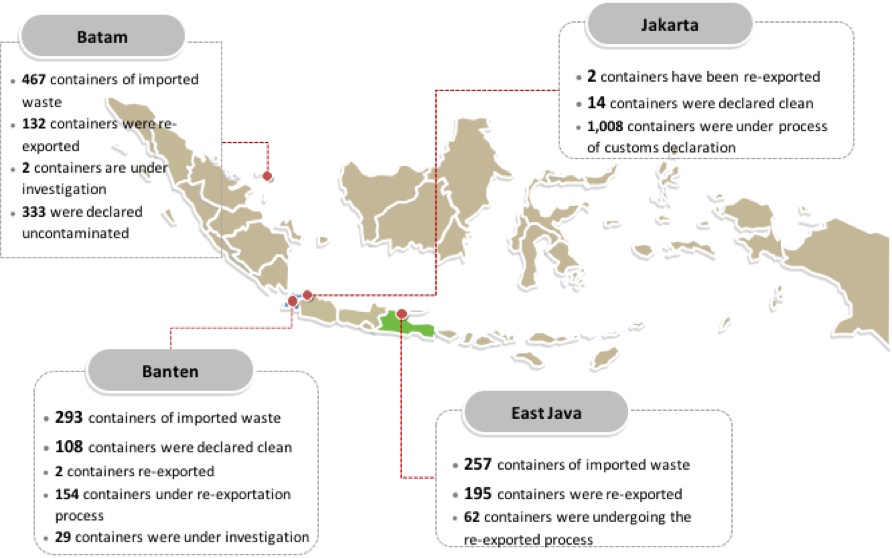 Batam
• 467 containers of imported
waste
• 132 containers were re-
exported
• 2 containers are under
investigation
• 333 were declared
uncontaminated
Jakarta
• 2 containers have been re-exported
• 14 containers were declared clean
• 1,008 containers were under process
of customs declaration
Banten
• 293 containers of imported waste
• 108 containers were declared clean
• 2 containers re-exported
• 154 containers under re-exportation
process
• 29 containers were under investigation
East Java
• 257 containers of imported waste
• 195 containers were re-exported
• 62 containers were undergoing the
re-exported process